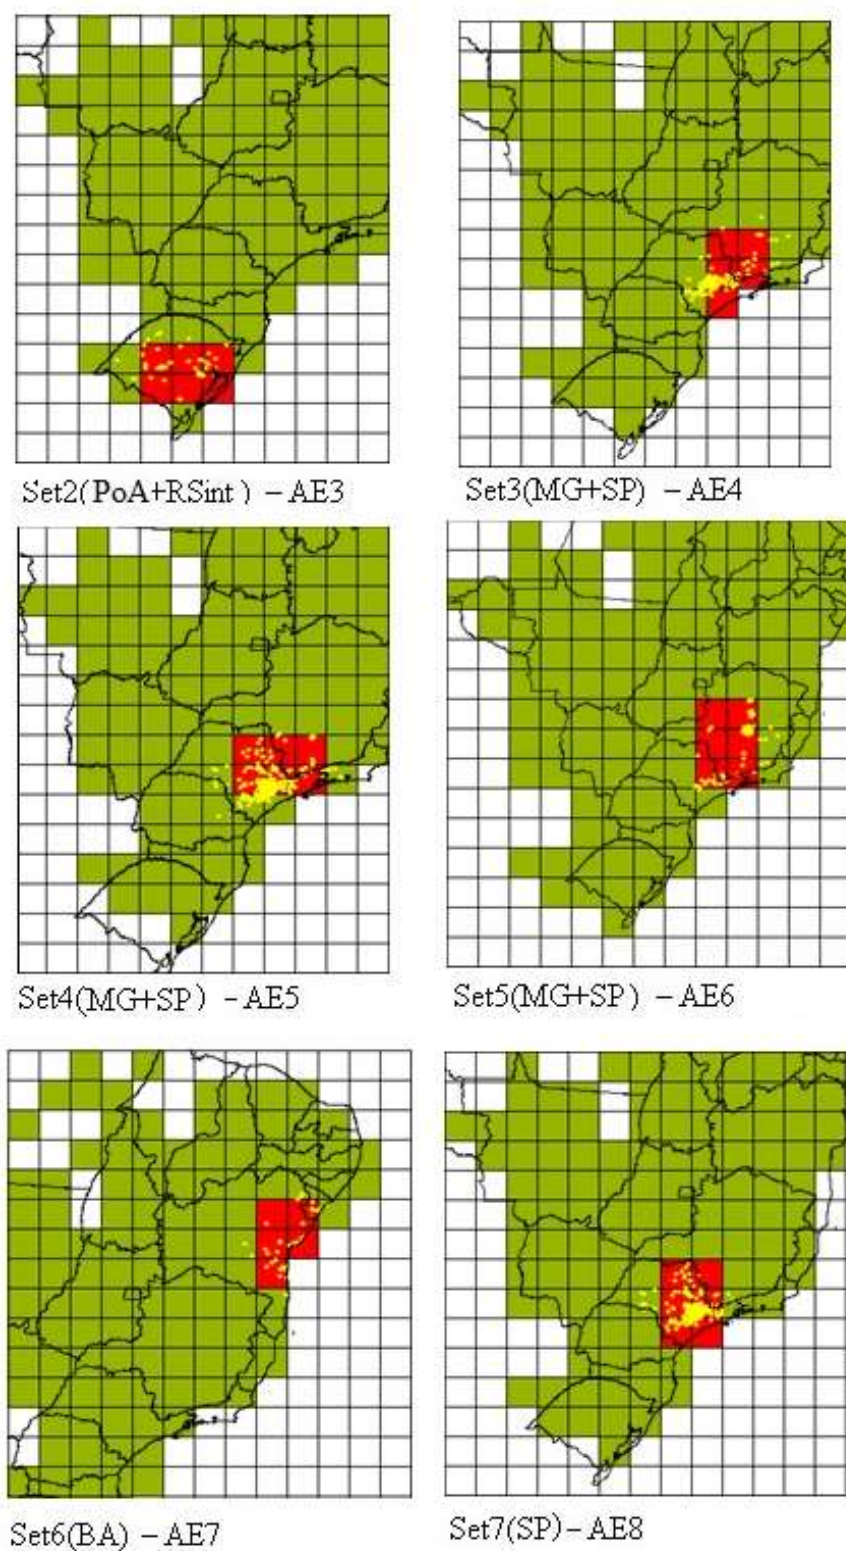 Set2(PoA+RSint) – AE3
Set3(MG+SP) – AE4
Set4(MG+SP) – AE5
Set5(MG+SP) – AE6
Set6(BA) – AE7
Set7(SP) – AE8